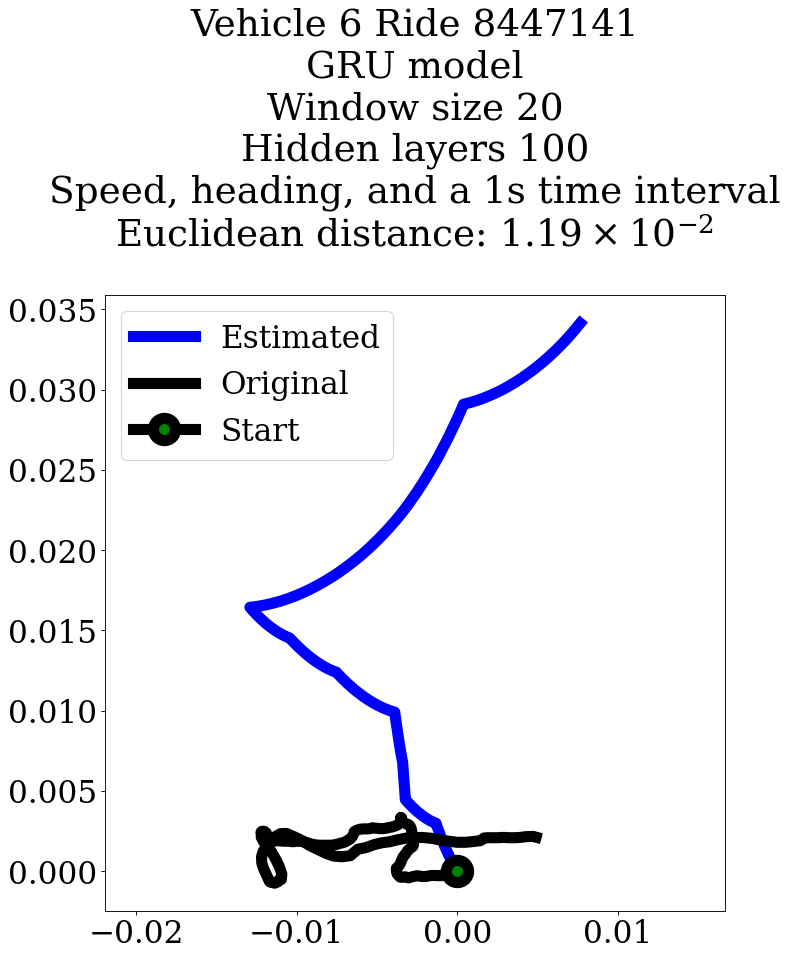 Vehicle 6 Ride 8447141
GRU model
Window size 20
Hidden layers 100
Speed, heading, and a 1s time interval
Euclidean distance: 1.19 × 10⁻²
Estimated
Original
Start
0.035
0.030
0.025
0.020
0.015
0.010
0.005
0.000
−0.02
−0.01
0.00
0.01